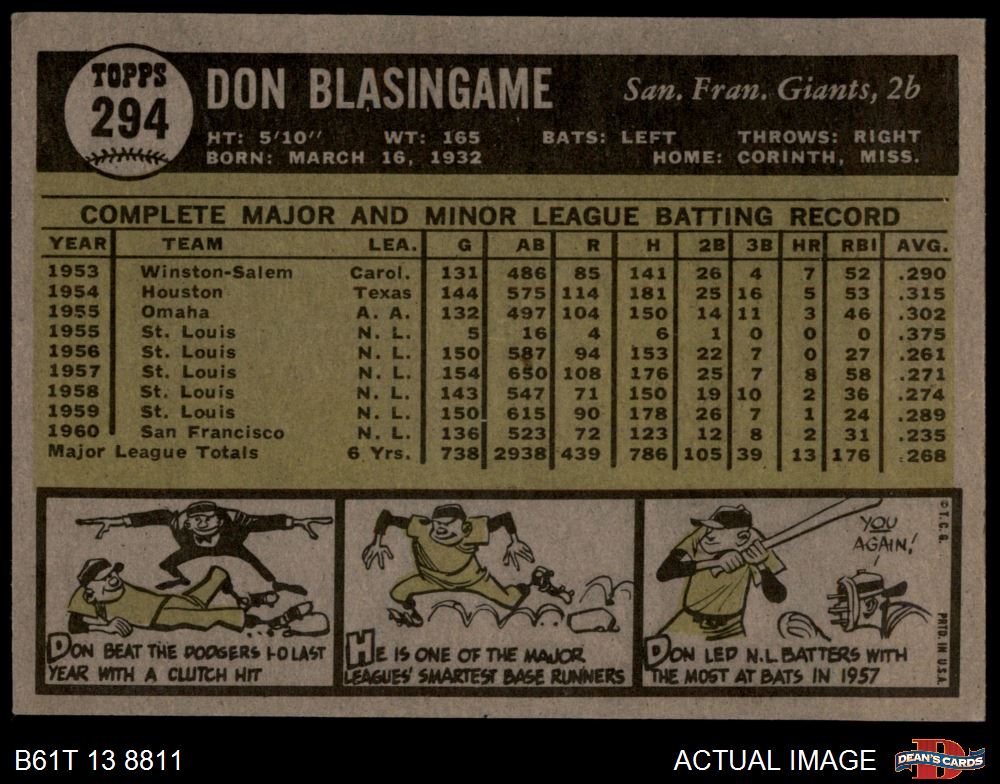 TOPPS
294
DON BLASINGAME San. Fran. Giants, 2b
HT: 5'10" WT: 165 BATS: LEFT THROWS: RIGHT
BORN: MARCH 16, 1932 HOME: CORINTH, MISS.
COMPLETE MAJOR AND MINOR LEAGUE BATTING RECORD
YEAR TEAM LEA. G AB R H 2B 3B HR RBI AVG.
1953 Winston-Salem Carol. 131 486 85 141 26 4 7 52 .290
1954 Houston Texas 144 575 114 181 25 16 5 53 .315
1955 Omaha A. A. 132 497 104 150 14 11 3 46 .302
1955 St. Louis N. L. 5 16 4 6 1 0 0 0 .375
1956 St. Louis N. L. 150 587 94 153 22 7 0 27 .261
1957 St. Louis N. L. 154 650 108 176 25 7 8 58 .271
1958 St. Louis N. L. 143 547 71 150 19 10 2 36 .274
1959 St. Louis N. L. 150 615 90 178 26 7 1 24 .289
1960 San Francisco N. L. 136 523 72 123 12 8 2 31 .235
Major League Totals 6 Yrs. 738 2938 439 786 105 39 13 176 .268
DON BEAT THE DODGERS 1-0 LAST
YEAR WITH A CLUTCH HIT
HE IS ONE OF THE MAJOR
LEAGUES' SMARTEST BASE RUNNERS
YOU
AGAIN!
DON LED N.L. BATTERS WITH
THE MOST AT BATS IN 1957
© T. C. G.
PRTD. IN U.S.A.
B61T 13 8811 ACTUAL IMAGE
DEAN'S CARDS